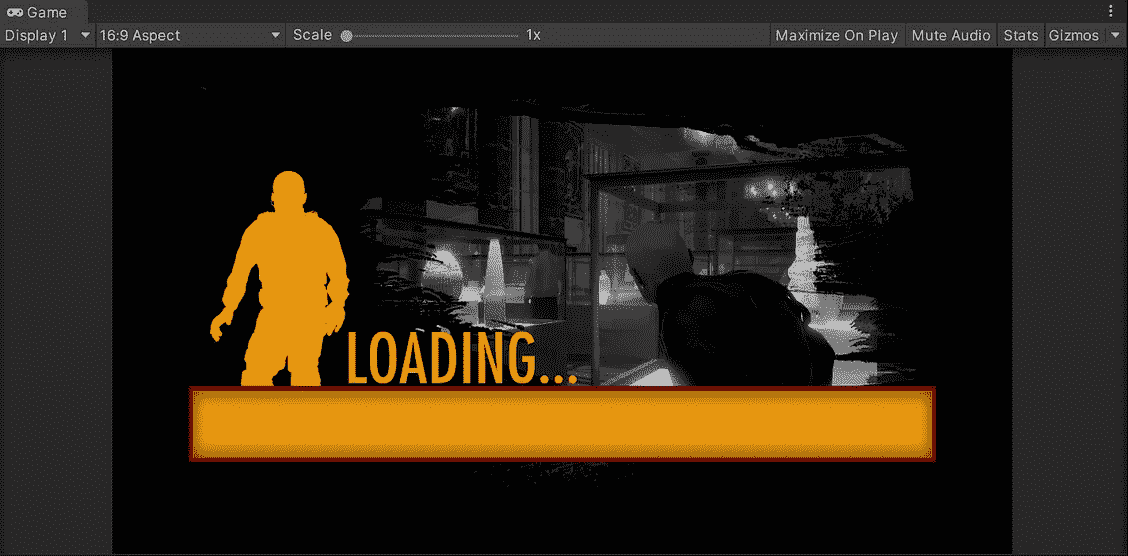 Game
Display 1 16:9 Aspect Scale 1x Maximize On Play Mute Audio Stats Gizmos
LOADING...